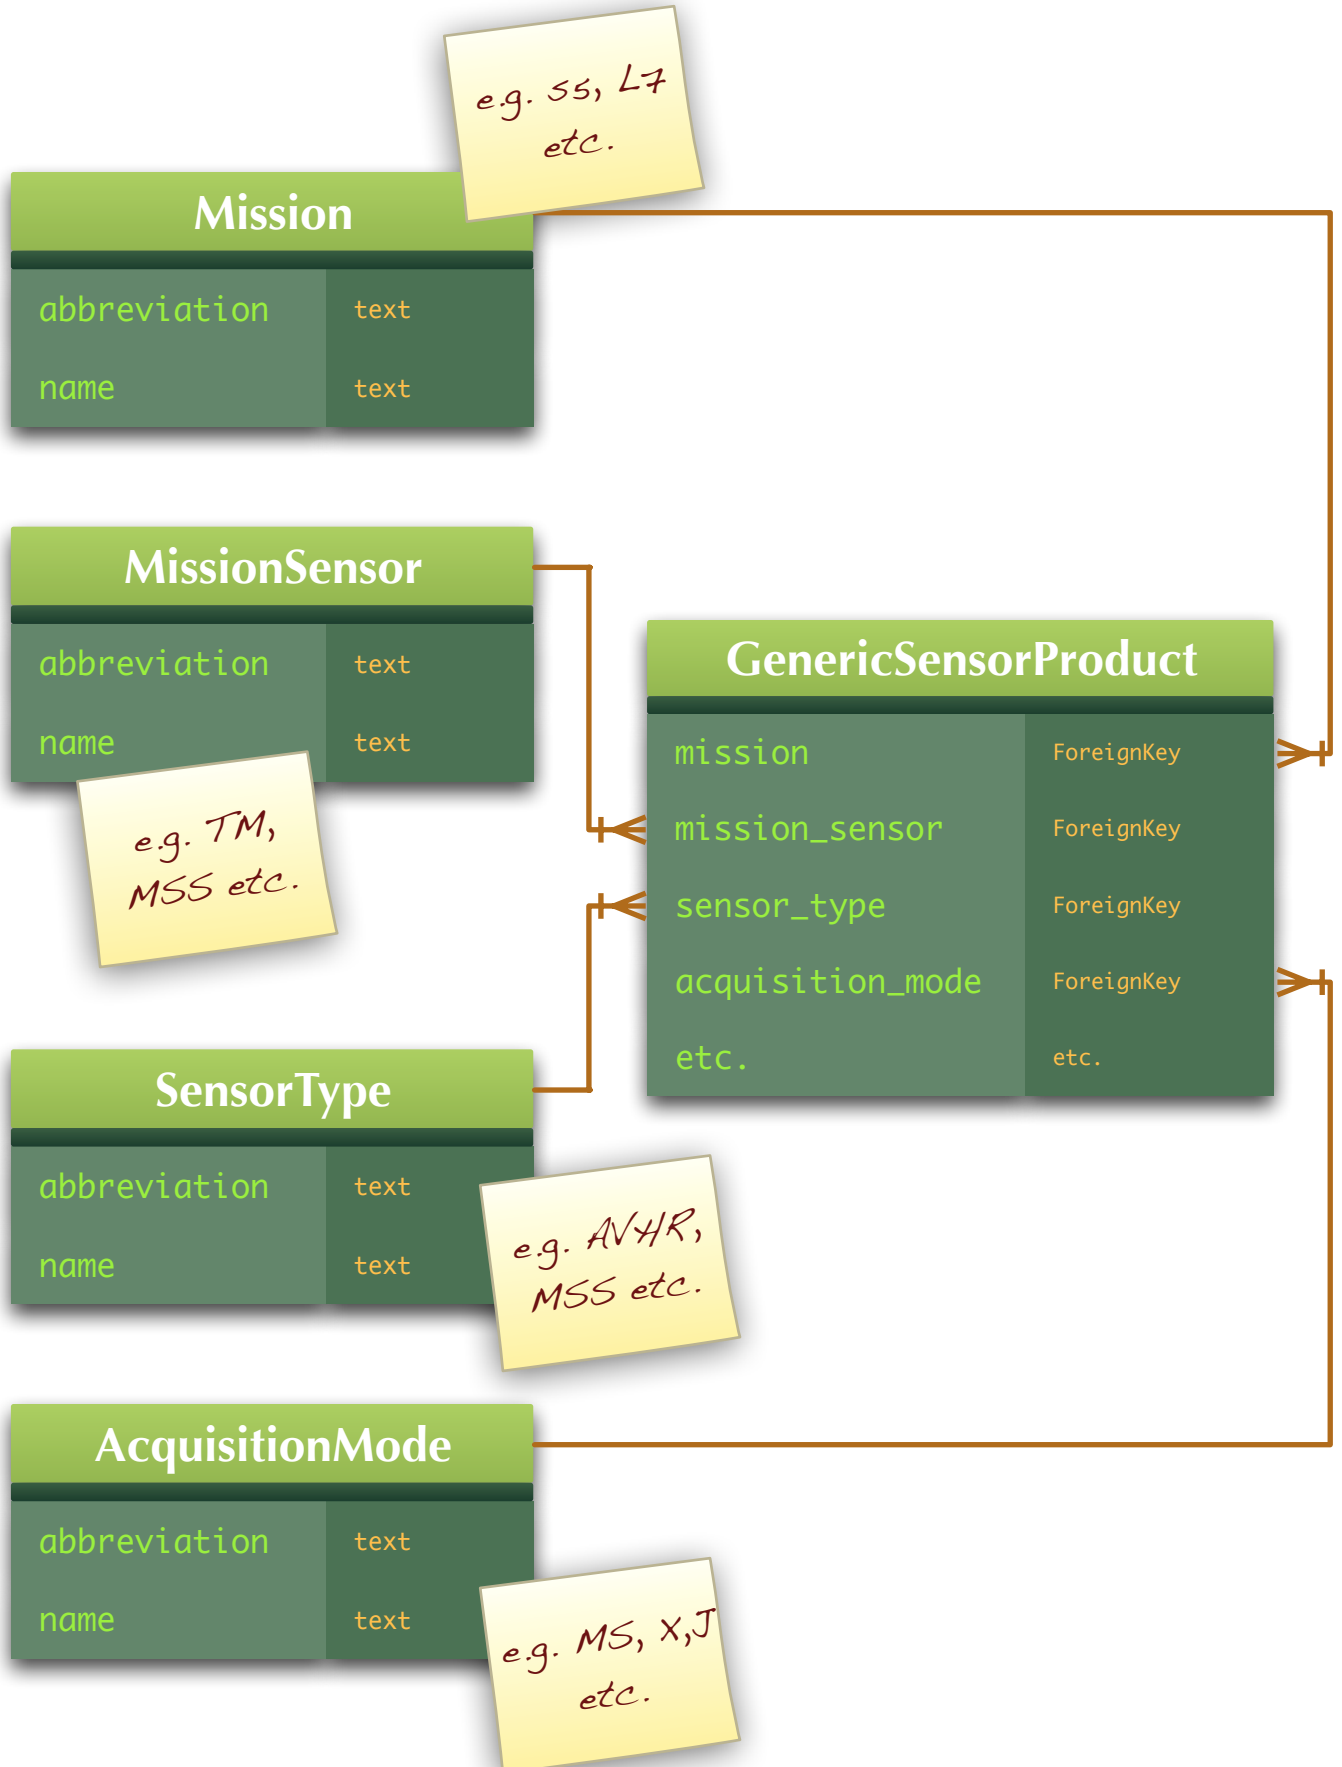 e.g. S5, L7
etc.
Mission
abbreviation text
name text
MissionSensor
abbreviation text
name text
e.g. TM,
MSS etc.
GenericSensorProduct
mission ForeignKey
mission_sensor ForeignKey
sensor_type ForeignKey
acquisition_mode ForeignKey
etc. etc.
SensorType
abbreviation text
name text
e.g. AVHR,
MSS etc.
AcquisitionMode
abbreviation text
name text
e.g. MS, X,J
etc.